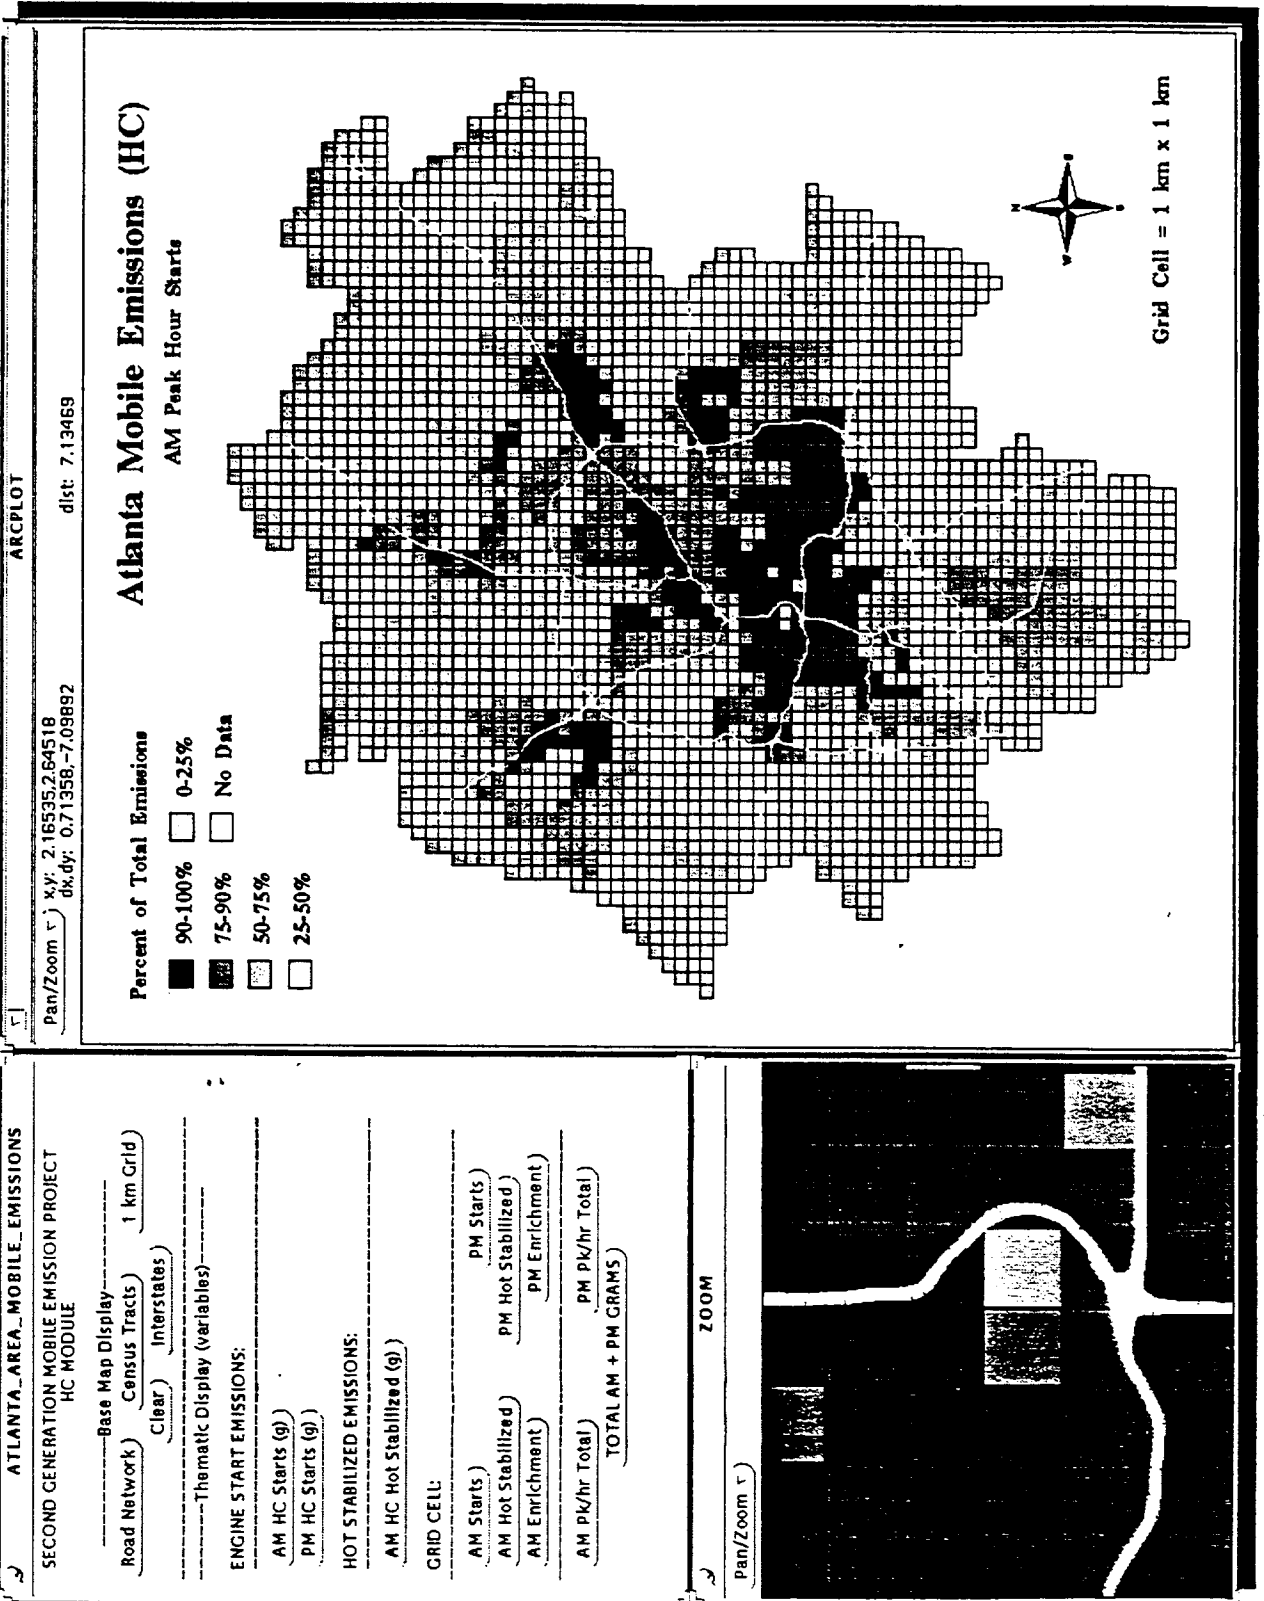 ATLANTA_AREA_MOBILE_EMISSIONS
SECOND GENERATION MOBILE EMISSION PROJECT
HC MODULE
----------Base Map Display----------
Road Network Census Tracts 1 km Grid
Clear Interstates
-------Thematic Display (variables)----------
ENGINE START EMISSIONS:
AM HC Starts (g)
PM HC Starts (g)
HOT STABILIZED EMISSIONS:
AM HC Hot Stabilized (g)
GRID CELL:
AM Starts PM Starts
AM Hot Stabilized PM Hot Stabilized
AM Enrichment PM Enrichment
AM Pk/hr Total PM Pk/hr Total
TOTAL AM + PM GRAMS
ZOOM
Pan/Zoom
ARCPLOT
Pan/Zoom x,y: 2.16535,2.64518
dx,dy: 0.71358,-7.09892 dist: 7.13469
Atlanta Mobile Emissions (HC)
AM Peak Hour Starts
Percent of Total Emissions
90-100% 0-25%
75-90% No Data
50-75%
25-50%
N
W E
S
Grid Cell = 1 km x 1 km